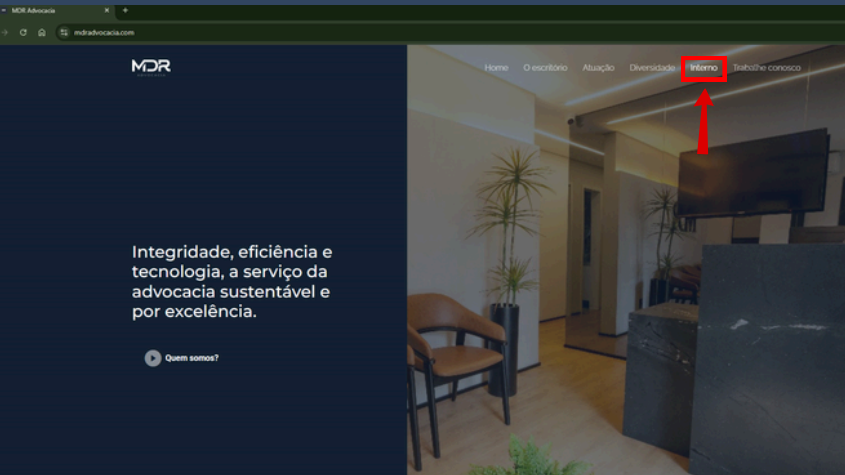 MDR Advocacia
mdradvocacia.com
MDR
ADVOCACIA
Home O escritório Atuação Diversidade Interno Trabalhe conosco
Integridade, eficiência e
tecnologia, a serviço da
advocacia sustentável e
por excelência.
Quem somos?